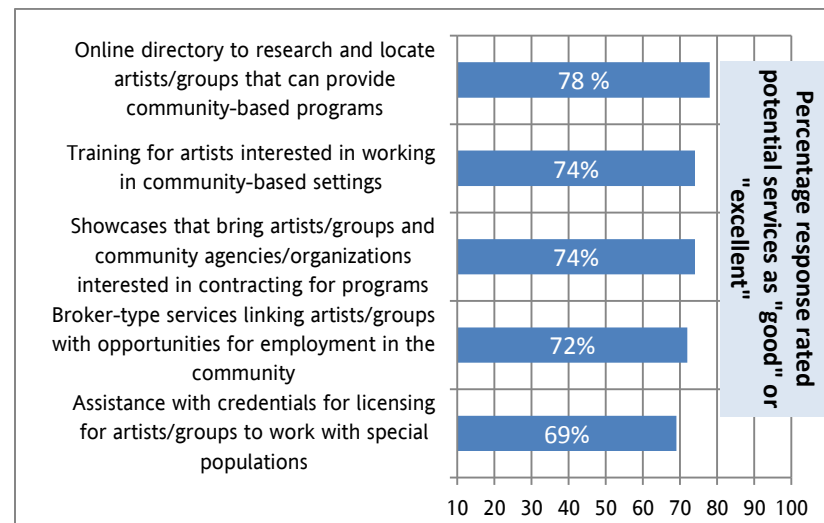 Online directory to research and locate
artists/groups that can provide
community-based programs
78 %
Training for artists interested in working
in community-based settings
74%
Showcases that bring artists/groups and
community agencies/organizations
interested in contracting for programs
74%
Broker-type services linking artists/groups
with opportunities for employment in the
community
72%
Assistance with credentials for licensing
for artists/groups to work with special
populations
69%
10 20 30 40 50 60 70 80 90 100
Percentage response rated
potential services as "good" or
"excellent"